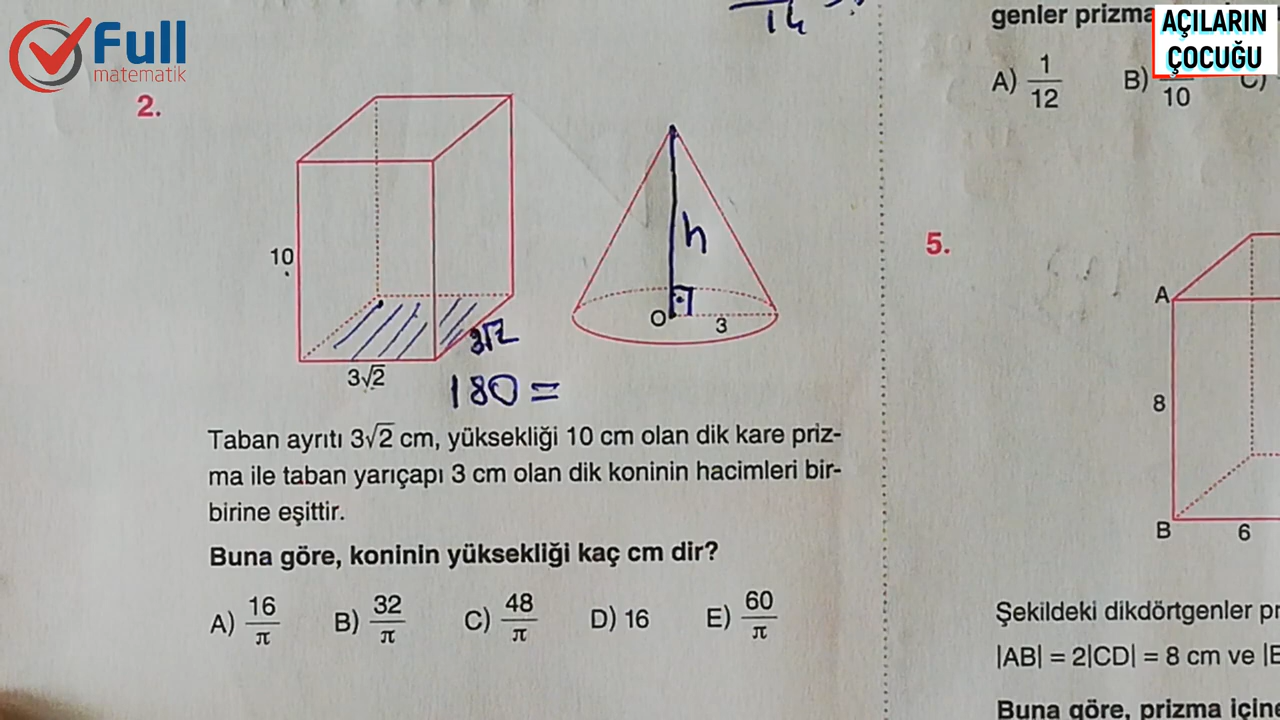 Full
matematik
AÇILARIN
ÇOCUĞU
14
2.
10
3√2
3√2
180 =
h
O
3
Taban ayrıtı 3√2 cm, yüksekliği 10 cm olan dik kare priz-
ma ile taban yarıçapı 3 cm olan dik koninin hacimleri bir-
birine eşittir.
Buna göre, koninin yüksekliği kaç cm dir?
A) 16/π B) 32/π C) 48/π D) 16 E) 60/π
genler prizma
A) 1/12 B) /10 C)
5.
A
8
B
6
Şekildeki dikdörtgenler
|AB| = 2|CD| = 8 cm ve
Buna göre, prizma içine